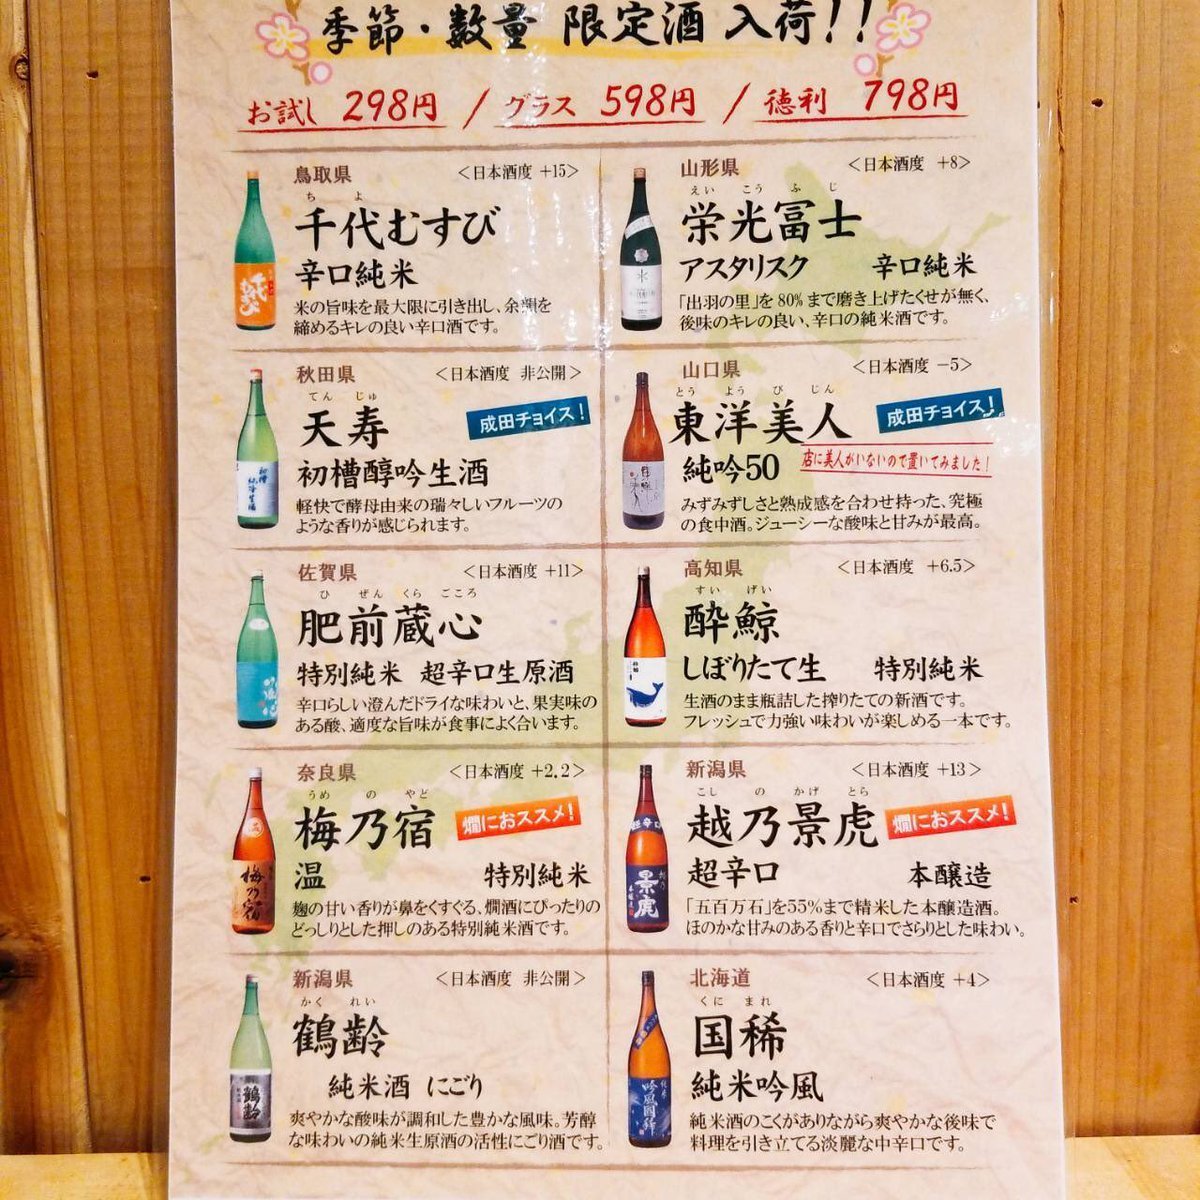 季節・数量 限定酒 入荷!!
お試し 298円 / グラス 598円 / 徳利 798円
鳥取県 <日本酒度 +15>
ちよ
千代むすび
辛口純米
米の旨味を最大限に引き出し、余潮を
締めるキレの良い辛口酒です。
山形県 <日本酒度 +8>
えいこうふじ
栄光冨士
アスタリスク 辛口純米
「出羽の里」を80%まで磨き上げたくせが無く、
後味のキレの良い、辛口の純米酒です。
秋田県 <日本酒度 非公開>
てんじゅ
天寿
成田チョイス!
初槽醇吟生酒
軽快で酵母由来の瑞々しいフルーツの
ような香りが感じられます。
山口県 <日本酒度 −5>
とうようびじん
東洋美人
成田チョイス!
純吟50 店に美人がいないので置いてみました!
みずみずしさと熟成感を合わせ持った、究極
の食中酒。ジューシーな酸味と甘みが最高。
佐賀県 <日本酒度 +11>
ひぜんくらごころ
肥前蔵心
特別純米 超辛口生原酒
辛口らしい澄んだドライな味わいと、果実味の
ある酸、適度な旨味が食事によく合います。
高知県 <日本酒度 +6.5>
すいげい
酔鯨
しぼりたて生 特別純米
生酒のまま瓶詰した搾りたての新酒です。
フレッシュで力強い味わいが楽しめる一本です。
奈良県 <日本酒度 +2.2>
うめのやど
梅乃宿
燗におススメ!
温 特別純米
麹の甘い香りが鼻をくすぐる、燗酒にぴったりの
どっしりとした押しのある特別純米酒です。
新潟県 <日本酒度 +13>
こしのかげとら
越乃景虎
燗におススメ!
超辛口 本醸造
「五百万石」を55%まで精米した本醸造酒。
ほのかな甘みのある香りと辛口でさらりとした味わい。
新潟県 <日本酒度 非公開>
かくれい
鶴齢
純米酒 にごり
爽やかな酸味が調和した豊かな風味。芳醇
な味わいの純米生原酒の活性にごり酒です。
北海道 <日本酒度 +4>
くにまれ
国稀
純米吟風
純米酒のこくがありながら爽やかな後味で
料理を引き立てる淡麗な中辛口です。